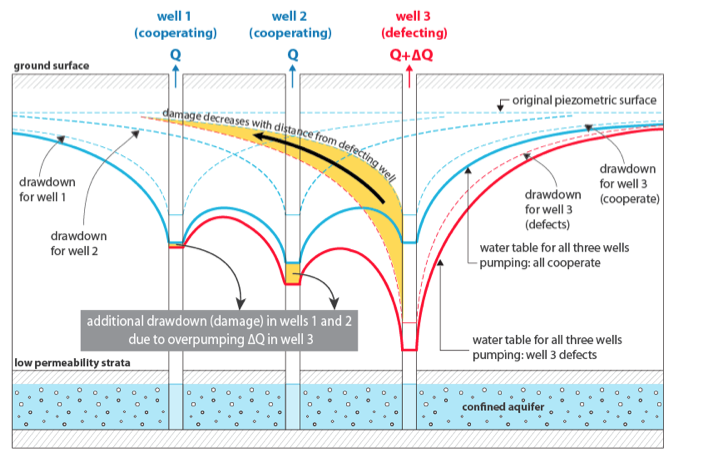 well 1
(cooperating)
Q
well 2
(cooperating)
Q
well 3
(defecting)
Q+ΔQ
ground surface
original piezometric surface
damage decreases with distance from defecting well
drawdown
for well 1
drawdown
for well 2
drawdown
for well 3
(cooperate)
drawdown
for well 3
(defects)
water table for all three wells
pumping: all cooperate
additional drawdown (damage) in wells 1 and 2
due to overpumping ΔQ in well 3
water table for all three wells
pumping: well 3 defects
low permeability strata
confined aquifer